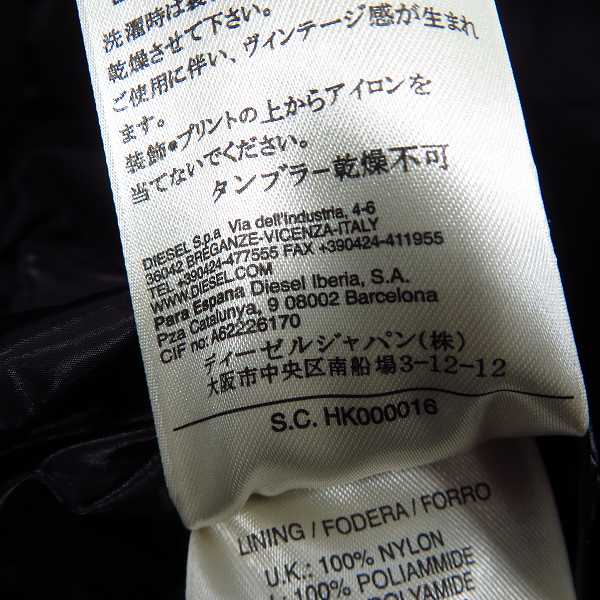 洗濯時は裏
乾燥させて下さい。
ご使用に伴い、ヴィンテージ感が生まれ
ます。
装飾●プリントの上からアイロンを
当てないでください。
タンブラー乾燥不可
DIESEL S.p.a Via dell'Industria, 4-6
36042 BREGANZE-VICENZA-ITALY
TEL +390424-477555 FAX +390424-411955
WWW.DIESEL.COM
Para Espana Diesel Iberia, S.A.
Pza Catalunya, 9 08002 Barcelona
CIF no: A62226170
ディーゼルジャパン(株)
大阪市中央区南船場3-12-12
S.C. HK000016
LINING / FODERA / FORRO
U.K.: 100% NYLON
I: 100% POLIAMMIDE
POLYAMIDE